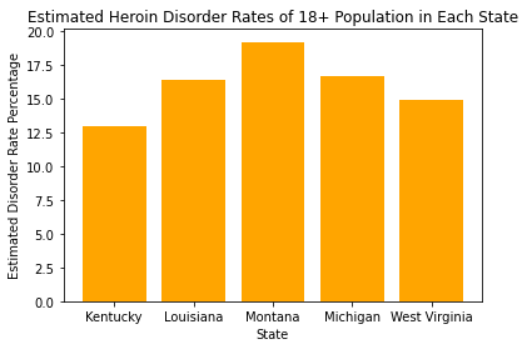 Estimated Heroin Disorder Rates of 18+ Population in Each State
Estimated Disorder Rate Percentage
20.0
17.5
15.0
12.5
10.0
7.5
5.0
2.5
0.0
Kentucky Louisiana Montana Michigan West Virginia
State